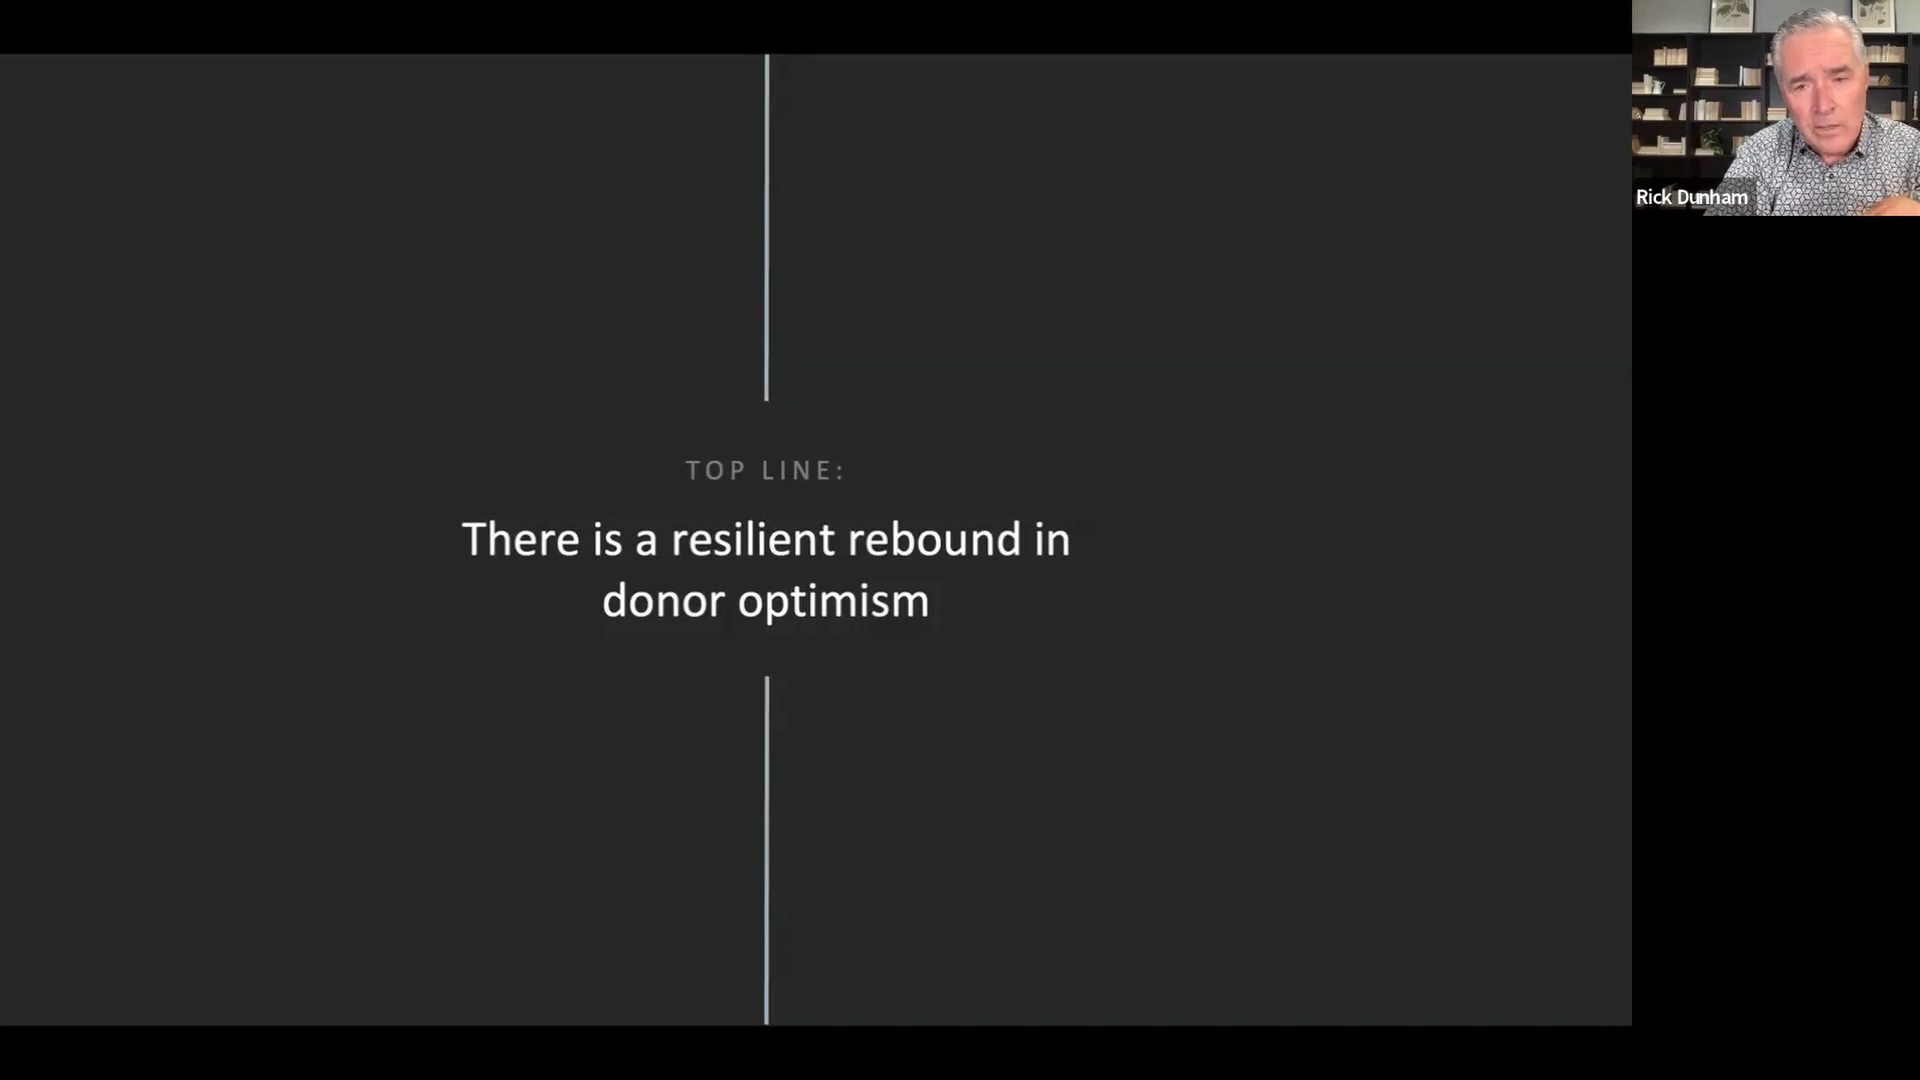 Rick Dunham
TOP LINE:
There is a resilient rebound in
donor optimism